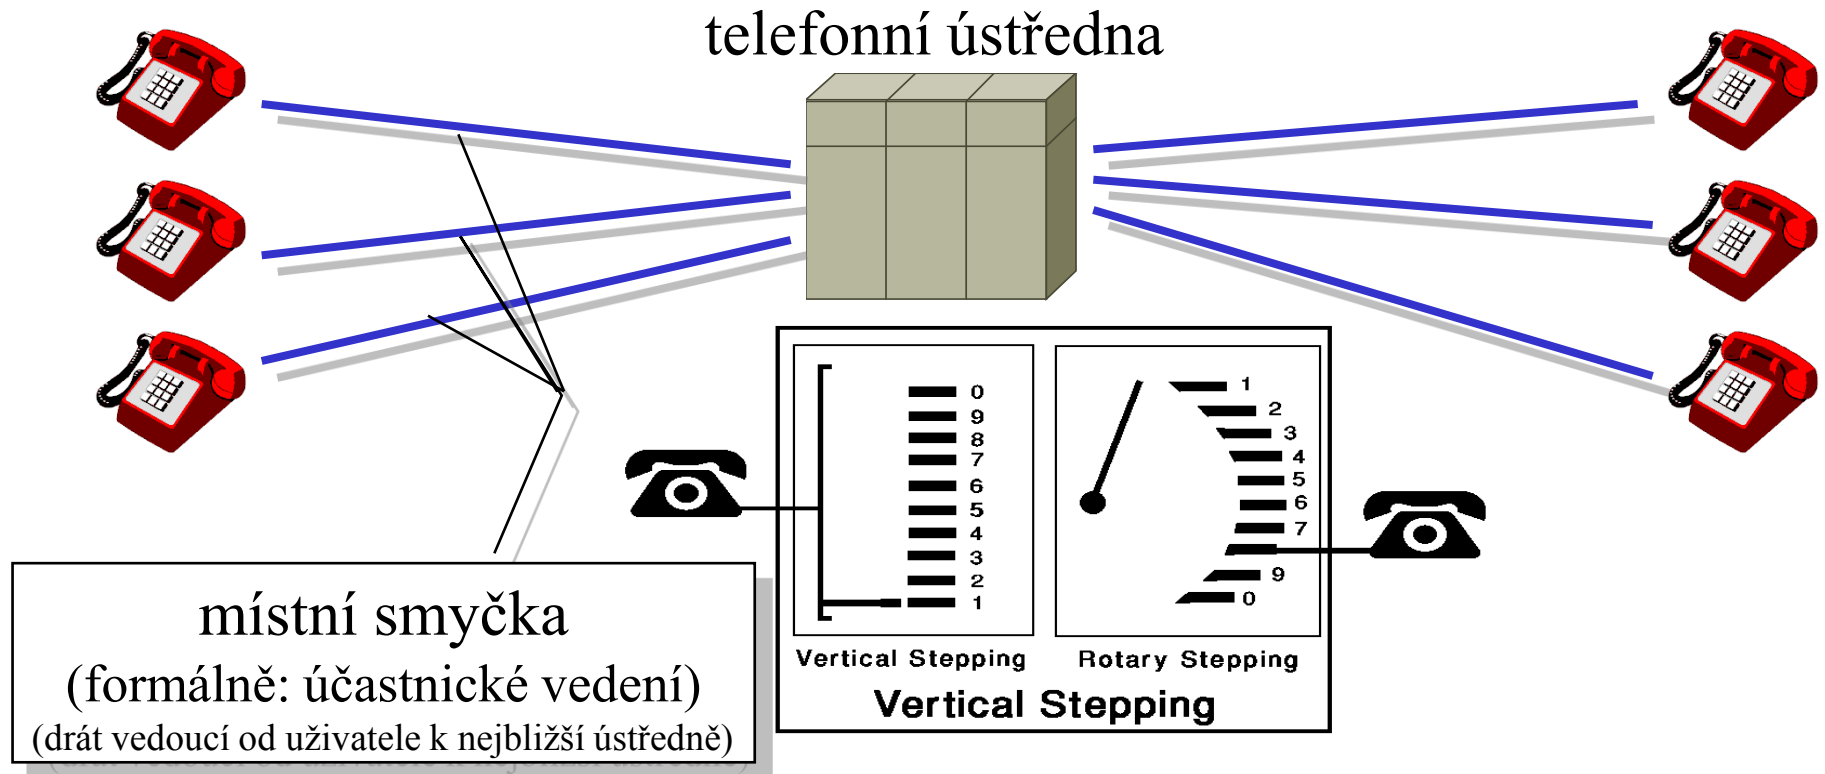 telefonní ústředna
0
9
8
7
6
5
4
3
2
1
1
2
3
4
5
6
7
9
0
Vertical Stepping
Rotary Stepping
Vertical Stepping
místní smyčka
(formálně: účastnické vedení)
(drát vedoucí od uživatele k nejbližší ústředně)